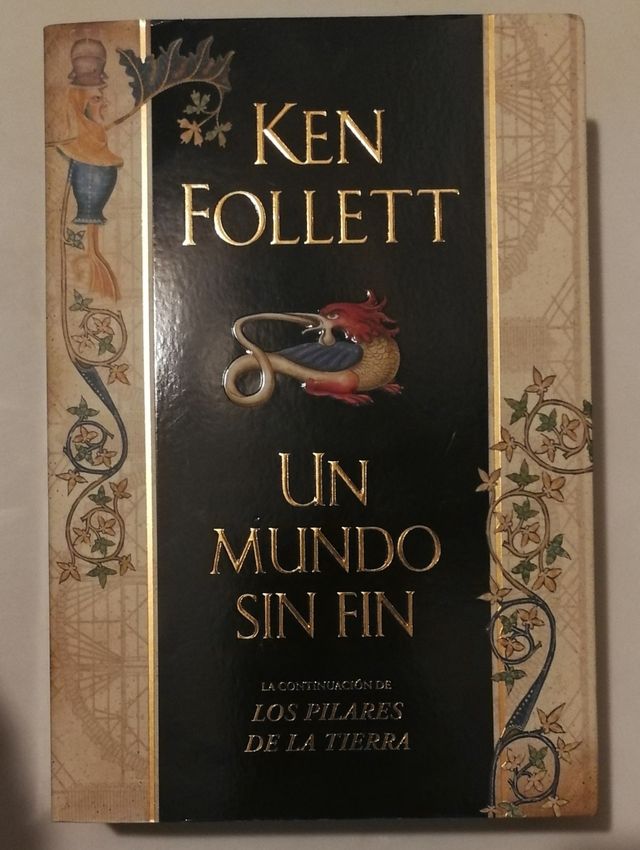 KEN
FOLLETT
UN
MUNDO
SIN FIN
LA CONTINUACIÓN DE
LOS PILARES
DE LA TIERRA